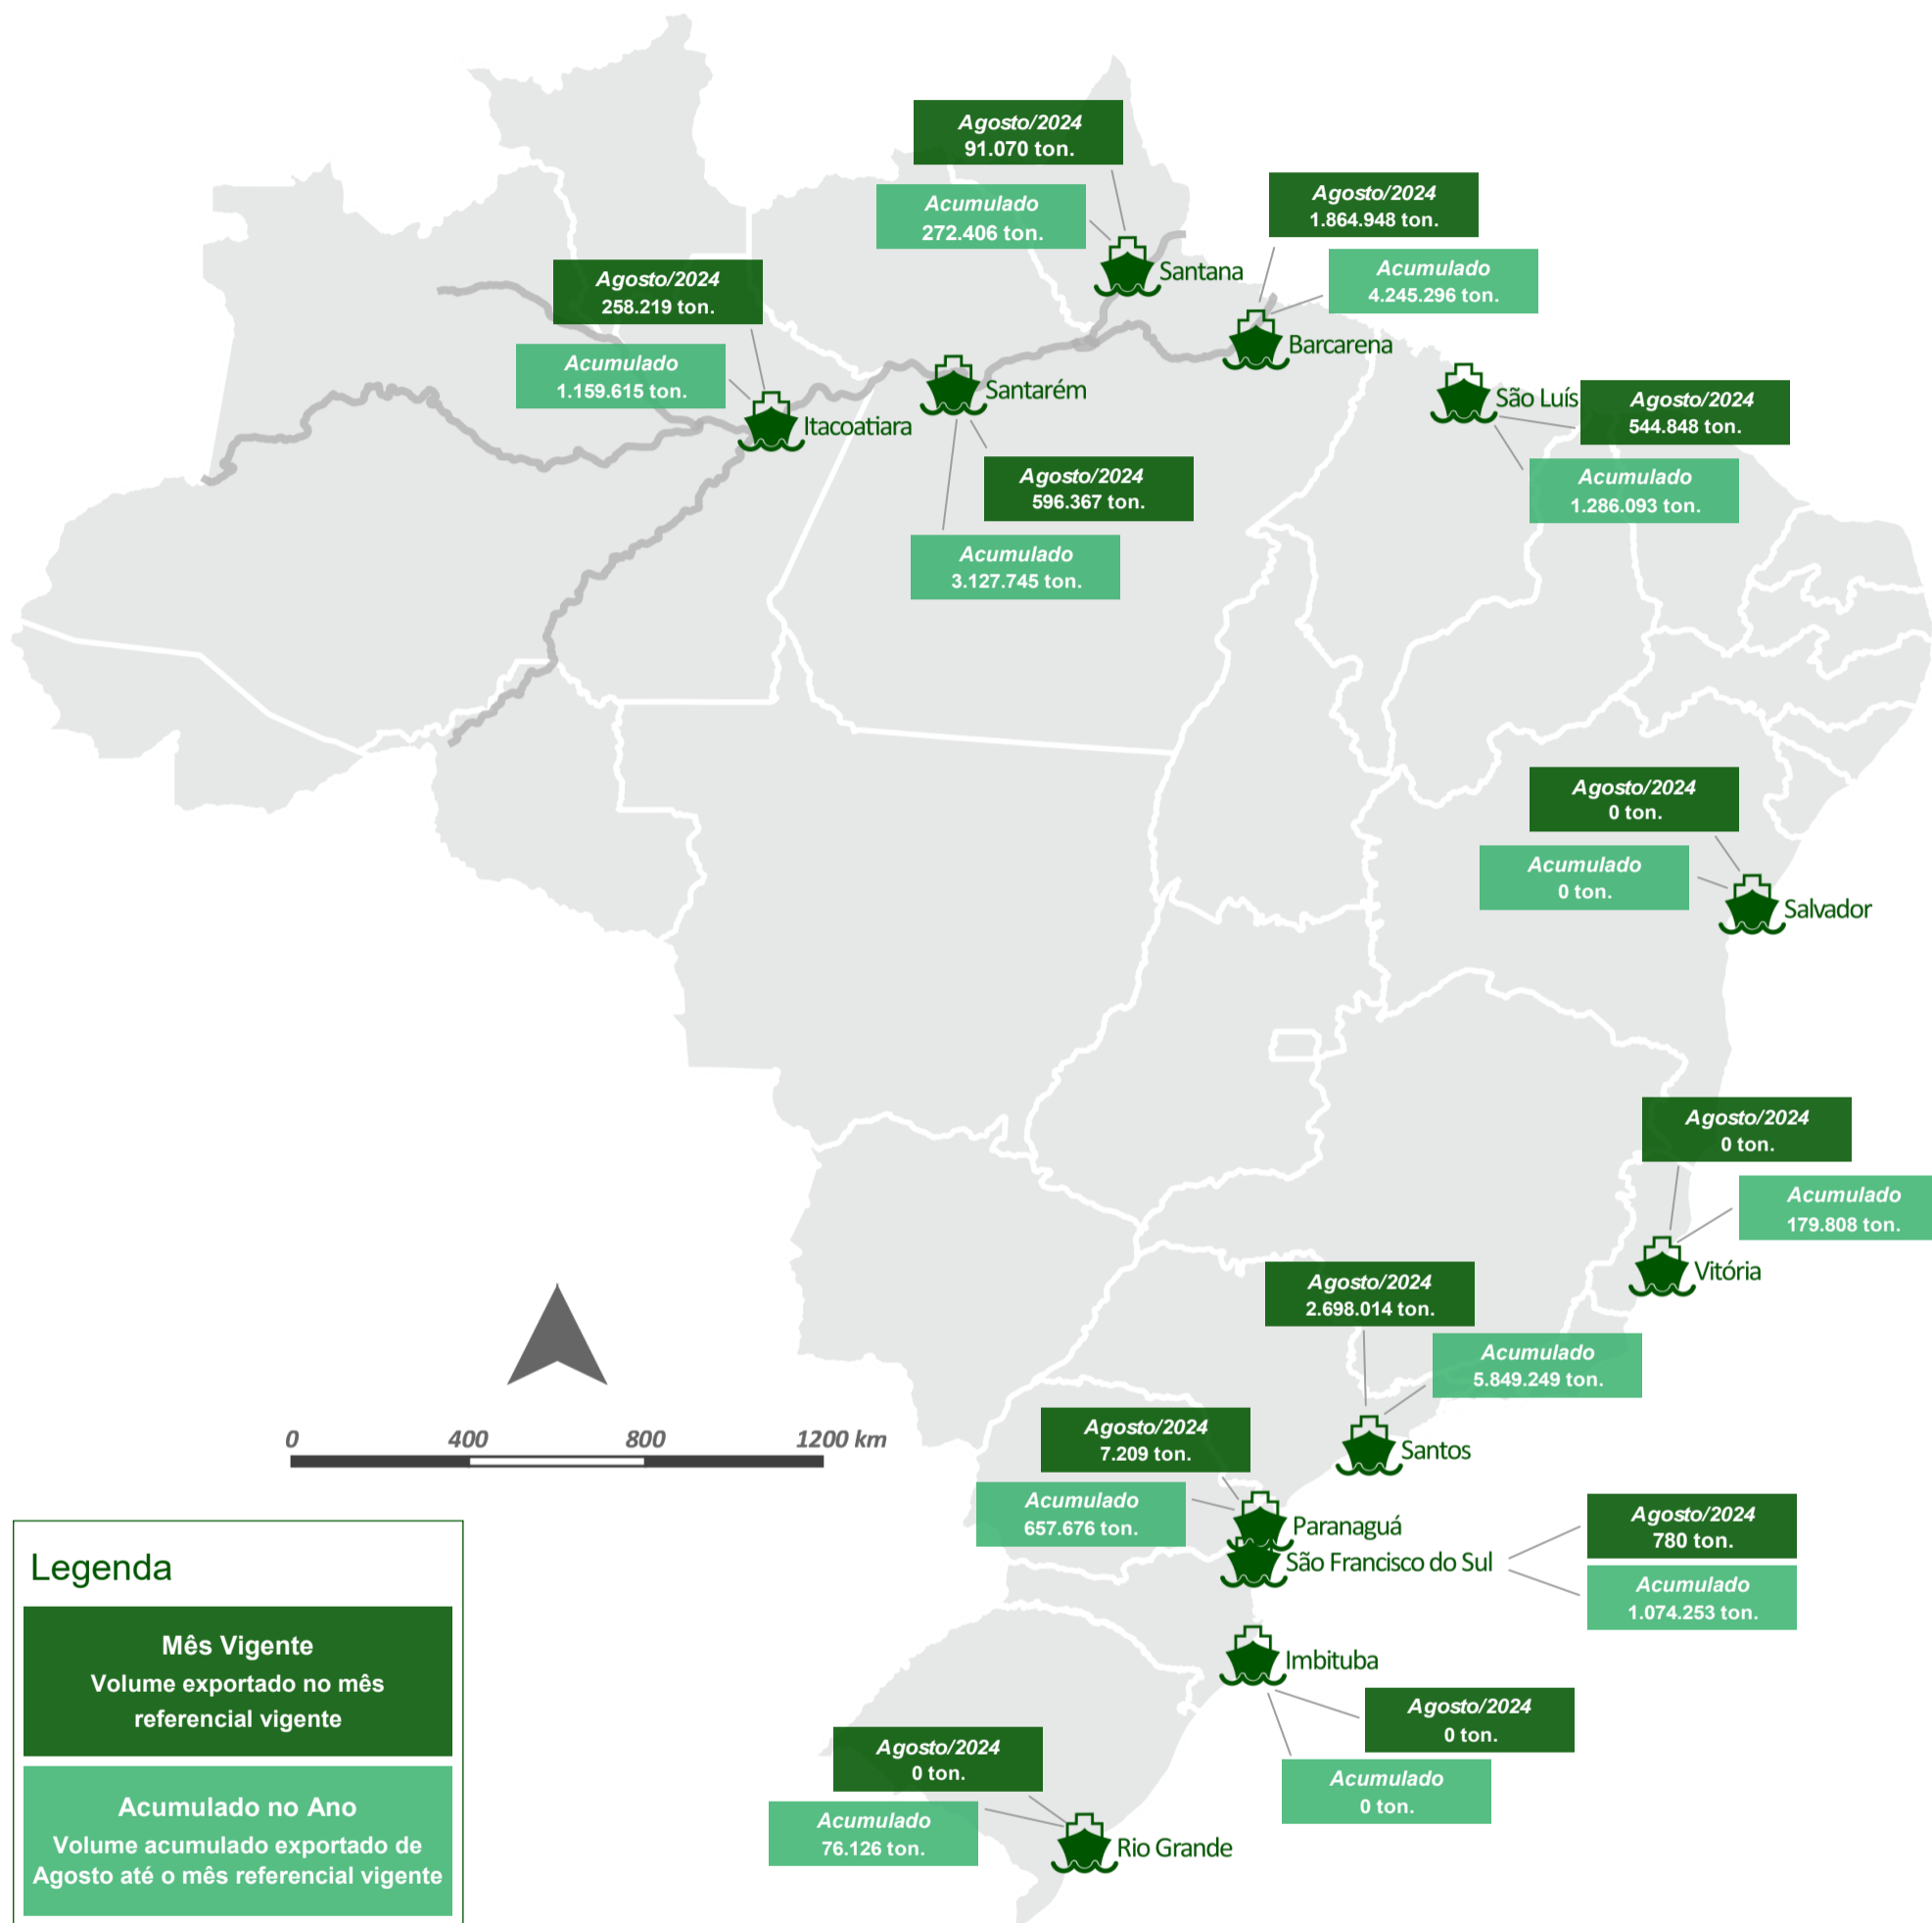 Agosto/2024
91.070 ton.
Acumulado
272.406 ton.
Santana
Agosto/2024
1.864.948 ton.
Acumulado
4.245.296 ton.
Barcarena
Agosto/2024
258.219 ton.
Acumulado
1.159.615 ton.
Itacoatiara
Santarém
Agosto/2024
596.367 ton.
Acumulado
3.127.745 ton.
São Luís
Agosto/2024
544.848 ton.
Acumulado
1.286.093 ton.
Agosto/2024
0 ton.
Acumulado
0 ton.
Salvador
Agosto/2024
0 ton.
Acumulado
179.808 ton.
Vitória
Agosto/2024
2.698.014 ton.
Acumulado
5.849.249 ton.
Santos
Agosto/2024
7.209 ton.
Acumulado
657.676 ton.
Paranaguá
São Francisco do Sul
Agosto/2024
780 ton.
Acumulado
1.074.253 ton.
Imbituba
Agosto/2024
0 ton.
Acumulado
0 ton.
Agosto/2024
0 ton.
Acumulado
76.126 ton.
Rio Grande
0 400 800 1200 km
Legenda
Mês Vigente
Volume exportado no mês
referencial vigente
Acumulado no Ano
Volume acumulado exportado de
Agosto até o mês referencial vigente